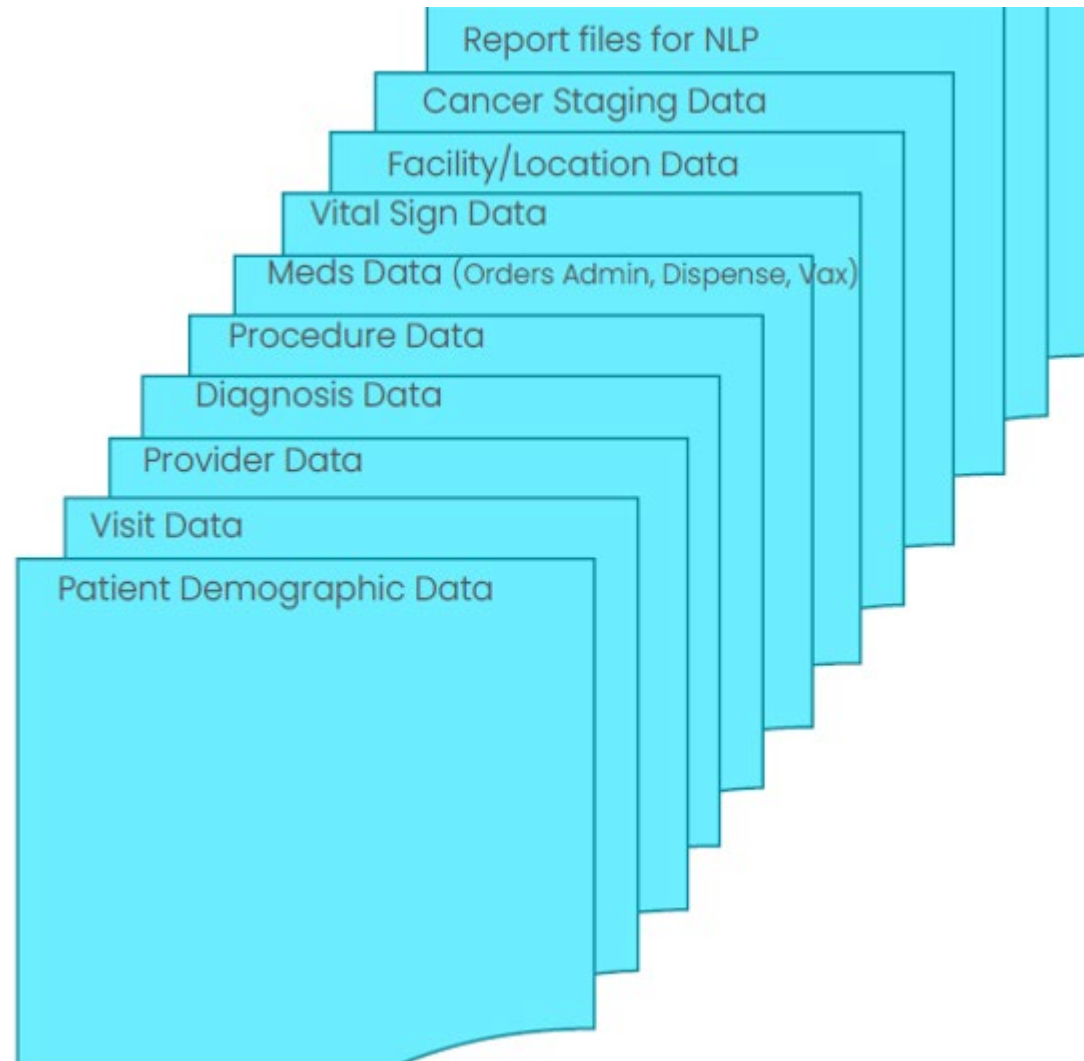 Report files for NLP
Cancer Staging Data
Facility/Location Data
Vital Sign Data
Meds Data (Orders Admin, Dispense, Vax)
Procedure Data
Diagnosis Data
Provider Data
Visit Data
Patient Demographic Data